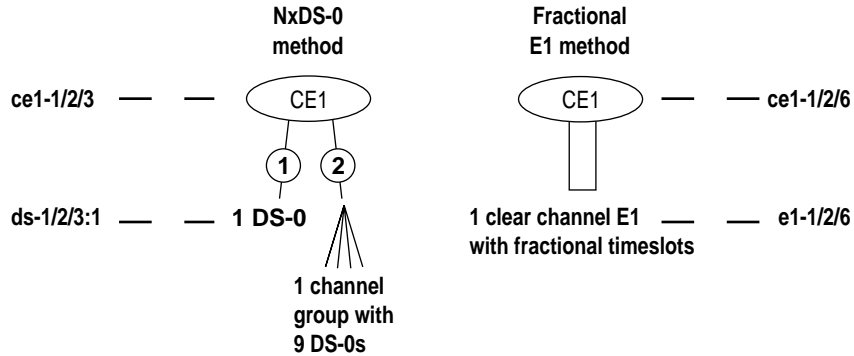 NxDS-0
method
Fractional
E1 method
ce1-1/2/3
CE1
CE1
ce1-1/2/6
1
2
ds-1/2/3:1
1 DS-0
1 clear channel E1
with fractional timeslots
e1-1/2/6
1 channel
group with
9 DS-0s